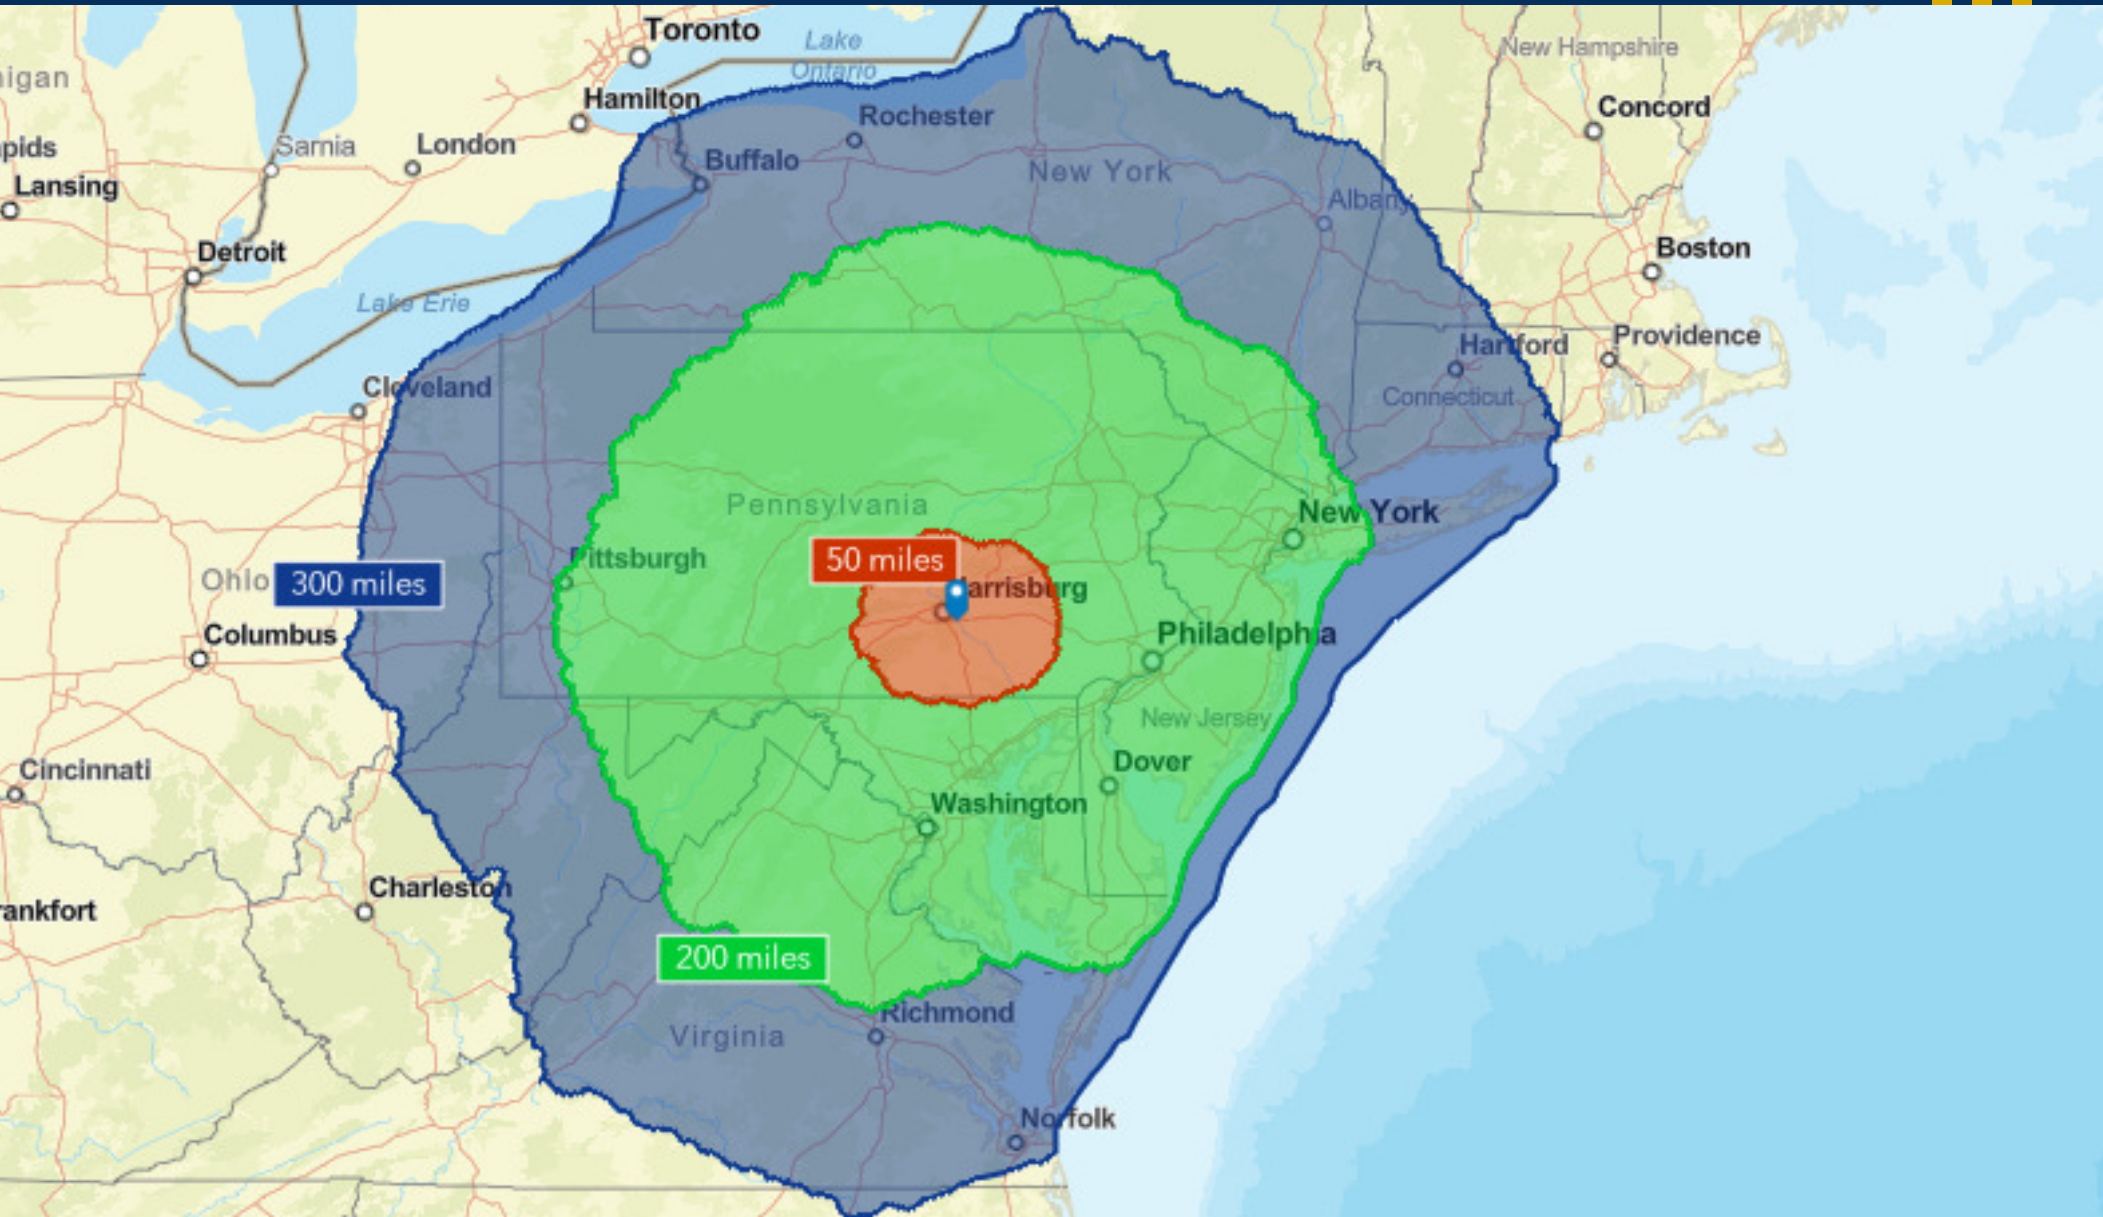 Toronto
Lake
Ontario
New Hampshire
higan
Hamilton
Concord
Rochester
Sarnia
London
pids
Buffalo
New York
Lansing
Albany
Detroit
Boston
Lake Erie
Providence
Hartford
Cleveland
Connecticut
Pennsylvania
New York
Pittsburgh
50 miles
Ohio
300 miles
Harrisburg
Columbus
Philadelphia
New Jersey
Dover
Cincinnati
Washington
Charleston
rankfort
200 miles
Richmond
Virginia
Norfolk